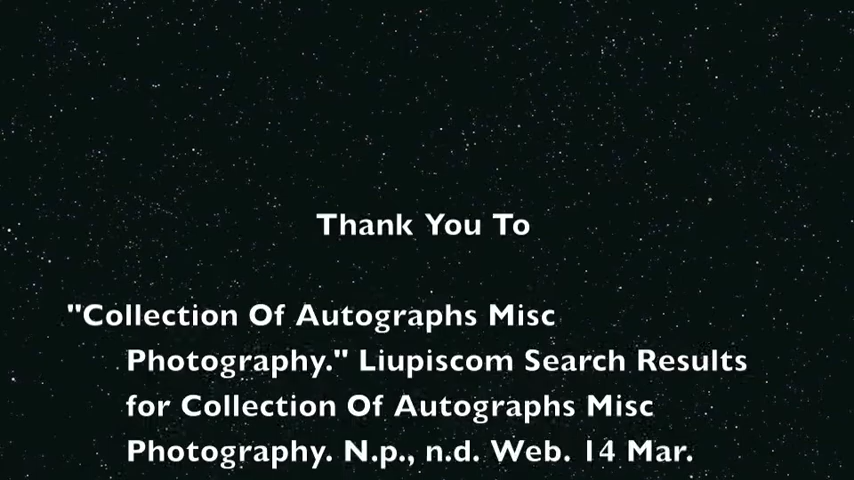 Thank You To
"Collection Of Autographs Misc
Photography." Liupiscom Search Results
for Collection Of Autographs Misc
Photography. N.p., n.d. Web. 14 Mar.